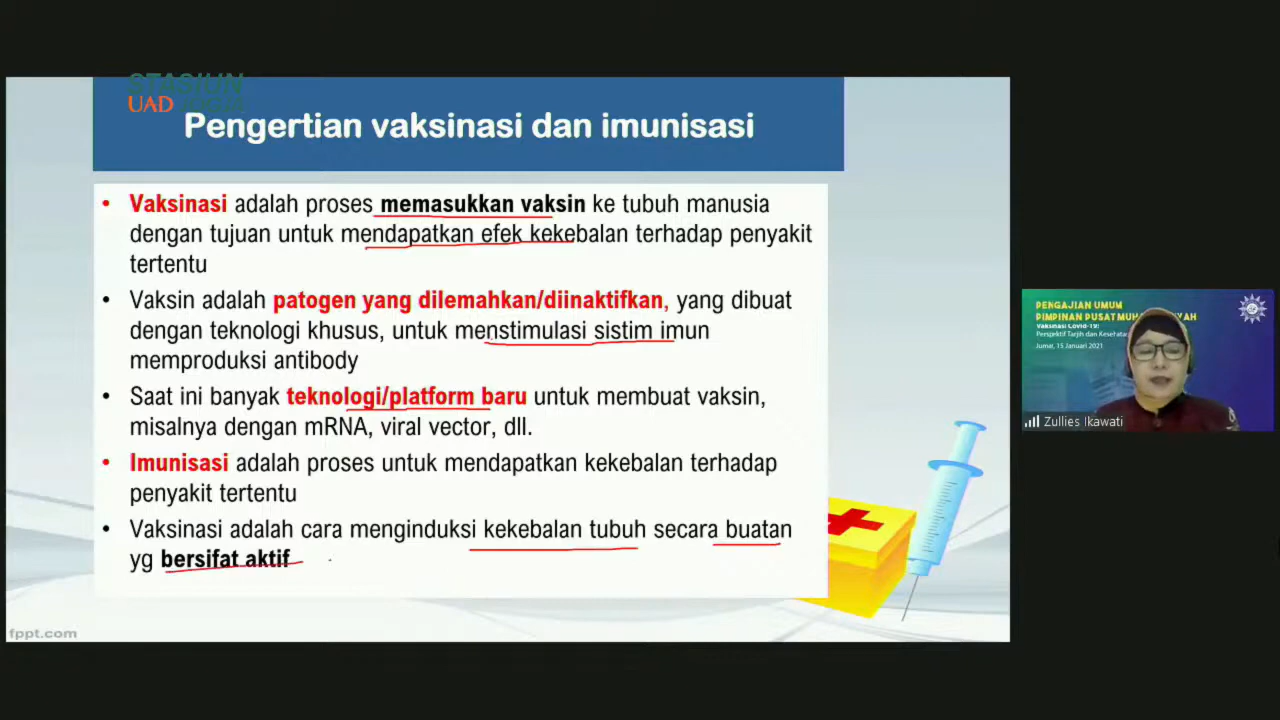 STASIUN
UAD
Pengertian vaksinasi dan imunisasi
• Vaksinasi adalah proses memasukkan vaksin ke tubuh manusia
dengan tujuan untuk mendapatkan efek kekebalan terhadap penyakit
tertentu
• Vaksin adalah patogen yang dilemahkan/diinaktifkan, yang dibuat
dengan teknologi khusus, untuk menstimulasi sistim imun
memproduksi antibody
• Saat ini banyak teknologi/platform baru untuk membuat vaksin,
misalnya dengan mRNA, viral vector, dll.
• Imunisasi adalah proses untuk mendapatkan kekebalan terhadap
penyakit tertentu
• Vaksinasi adalah cara menginduksi kekebalan tubuh secara buatan
yg bersifat aktif
fppt.com
PENGAJIAN UMUM
PIMPINAN PUSAT
Vaksinasi Covid-19:
Perspektif Tarjih dan Kesehatan
Jumat, 15 Januari 2021
Zullies Ikawati